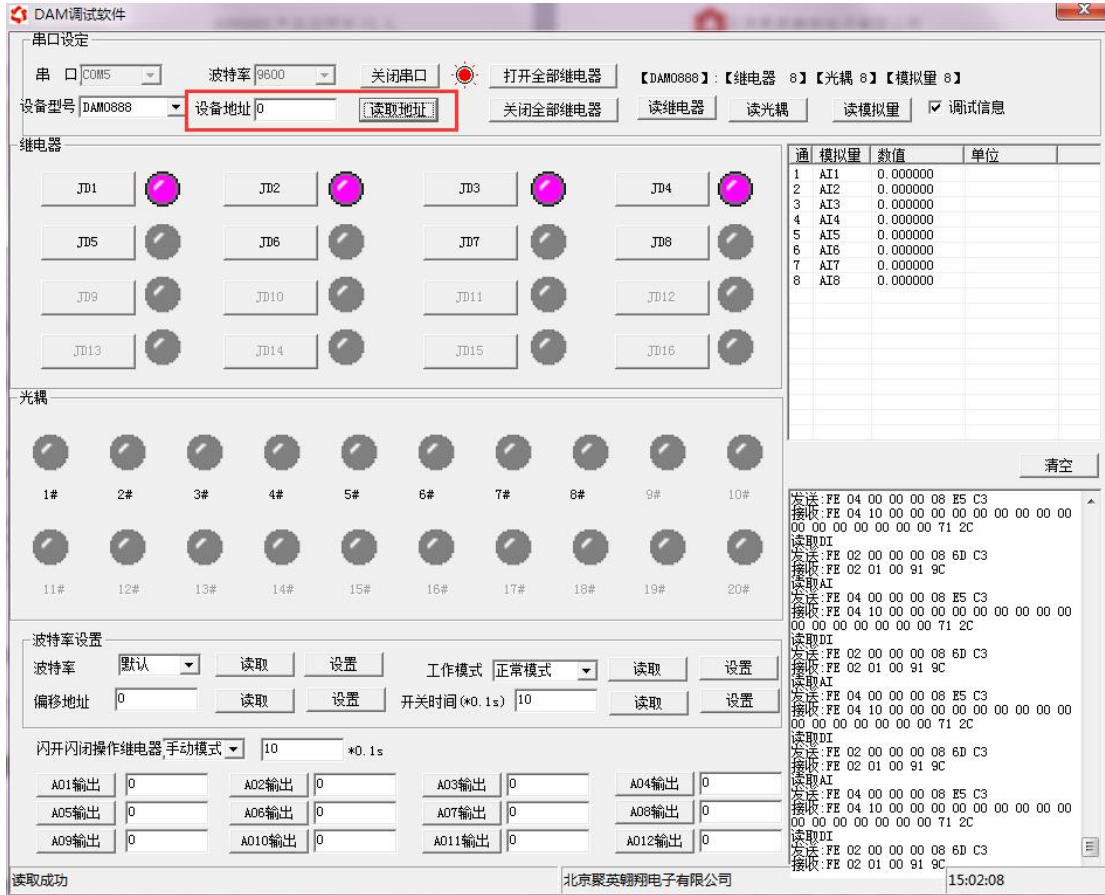 DAM调试软件
串口设定
串 口 COM5 波特率 9600 关闭串口 打开全部继电器 【DAM0888】:【继电器 8】【光耦 8】【模拟量 8】
设备型号 DAM0888 设备地址 0 读取地址 关闭全部继电器 读继电器 读光耦 读模拟量 调试信息
继电器
JD1 JD2 JD3 JD4
JD5 JD6 JD7 JD8
JD9 JD10 JD11 JD12
JD13 JD14 JD15 JD16
通 模拟量 数值 单位
1 AI1 0.000000
2 AI2 0.000000
3 AI3 0.000000
4 AI4 0.000000
5 AI5 0.000000
6 AI6 0.000000
7 AI7 0.000000
8 AI8 0.000000
光耦
1# 2# 3# 4# 5# 6# 7# 8# 9# 10#
11# 12# 13# 14# 15# 16# 17# 18# 19# 20#
清空
发送:FE 04 00 00 00 08 E5 C3
接收:FE 04 10 00 00 00 00 00 00 00 00 00
00 00 00 00 00 00 00 71 2C
读取DI
发送:FE 02 00 00 00 08 6D C3
接收:FE 02 01 00 91 9C
读取AI
发送:FE 04 00 00 00 08 E5 C3
接收:FE 04 10 00 00 00 00 00 00 00 00 00
00 00 00 00 00 00 00 71 2C
读取DI
发送:FE 02 00 00 00 08 6D C3
接收:FE 02 01 00 91 9C
读取AI
发送:FE 04 00 00 00 08 E5 C3
接收:FE 04 10 00 00 00 00 00 00 00 00 00
00 00 00 00 00 00 00 71 2C
读取DI
发送:FE 02 00 00 00 08 6D C3
接收:FE 02 01 00 91 9C
读取AI
发送:FE 04 00 00 00 08 E5 C3
接收:FE 04 10 00 00 00 00 00 00 00 00 00
00 00 00 00 00 00 00 71 2C
读取DI
发送:FE 02 00 00 00 08 6D C3
接收:FE 02 01 00 91 9C
波特率设置
波特率 默认 读取 设置 工作模式 正常模式 读取 设置
偏移地址 0 读取 设置 开关时间(*0.1s) 10 读取 设置
闪开闪闭操作继电器 手动模式 10 *0.1s
AO1输出 0 AO2输出 0 AO3输出 0 AO4输出 0
AO5输出 0 AO6输出 0 AO7输出 0 AO8输出 0
AO9输出 0 AO10输出 0 AO11输出 0 AO12输出 0
读取成功 北京聚英翱翔电子有限公司 15:02:08